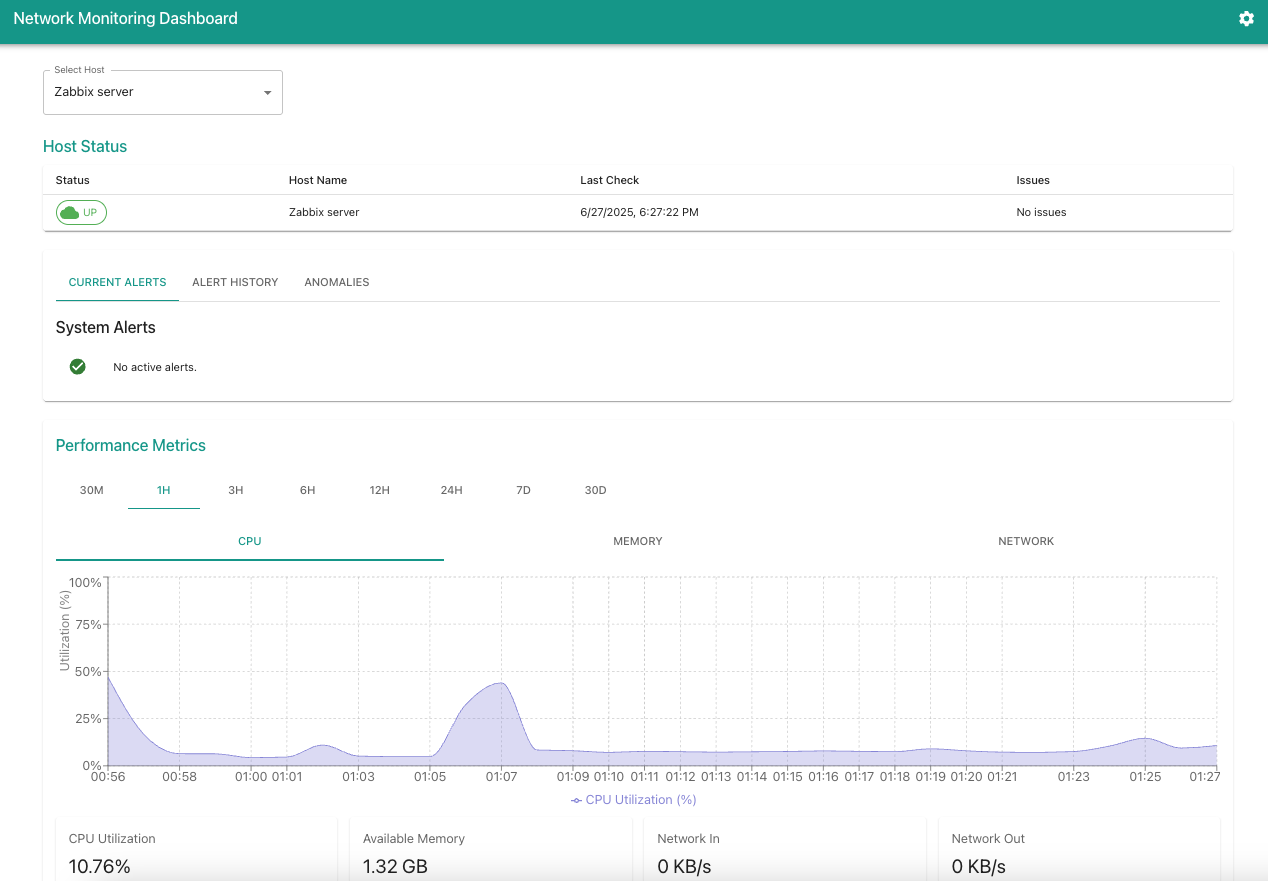 Network Monitoring Dashboard
Select Host
Zabbix server
Host Status
Status Host Name Last Check Issues
UP Zabbix server 6/27/2025, 6:27:22 PM No issues
CURRENT ALERTS ALERT HISTORY ANOMALIES
System Alerts
No active alerts.
Performance Metrics
30M 1H 3H 6H 12H 24H 7D 30D
CPU MEMORY NETWORK
Utilization (%)
100%
75%
50%
25%
0%
00:56 00:58 01:00 01:01 01:03 01:05 01:07 01:09 01:10 01:11 01:12 01:13 01:14 01:15 01:16 01:17 01:18 01:19 01:20 01:21 01:23 01:25 01:27
CPU Utilization (%)
CPU Utilization Available Memory Network In Network Out
10.76% 1.32 GB 0 KB/s 0 KB/s